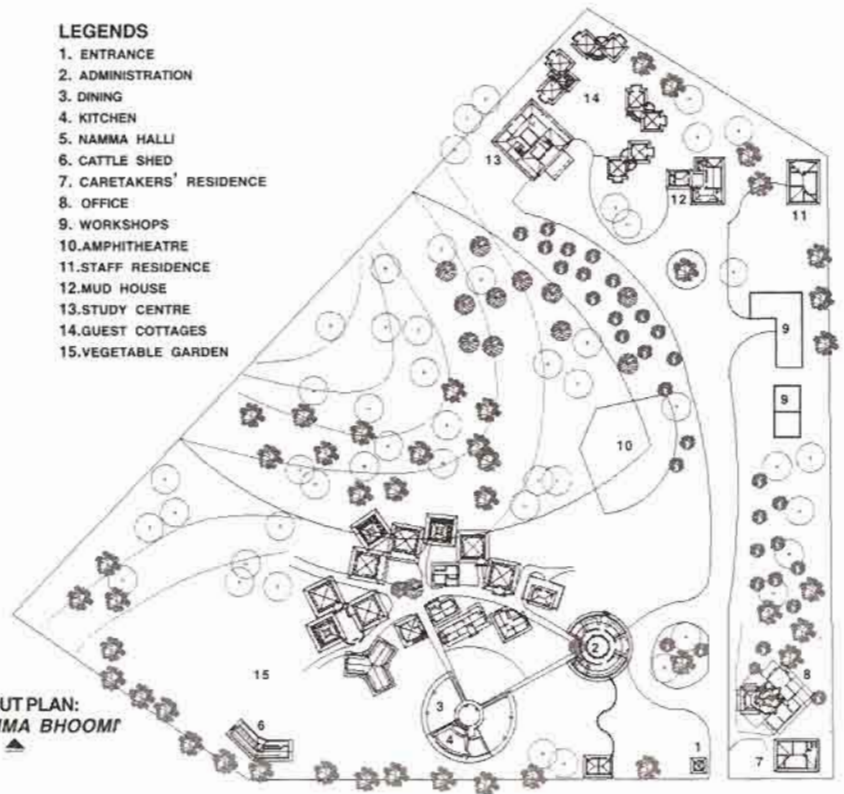 LEGENDS
1. ENTRANCE
2. ADMINISTRATION
3. DINING
4. KITCHEN
5. NAMMA HALLI
6. CATTLE SHED
7. CARETAKERS' RESIDENCE
8. OFFICE
9. WORKSHOPS
10.AMPHITHEATRE
11.STAFF RESIDENCE
12.MUD HOUSE
13.STUDY CENTRE
14.GUEST COTTAGES
15.VEGETABLE GARDEN
14
13
12
11
9
9
10
2
15
3
4
6
8
1
7
UT PLAN:
MA BHOOMI'